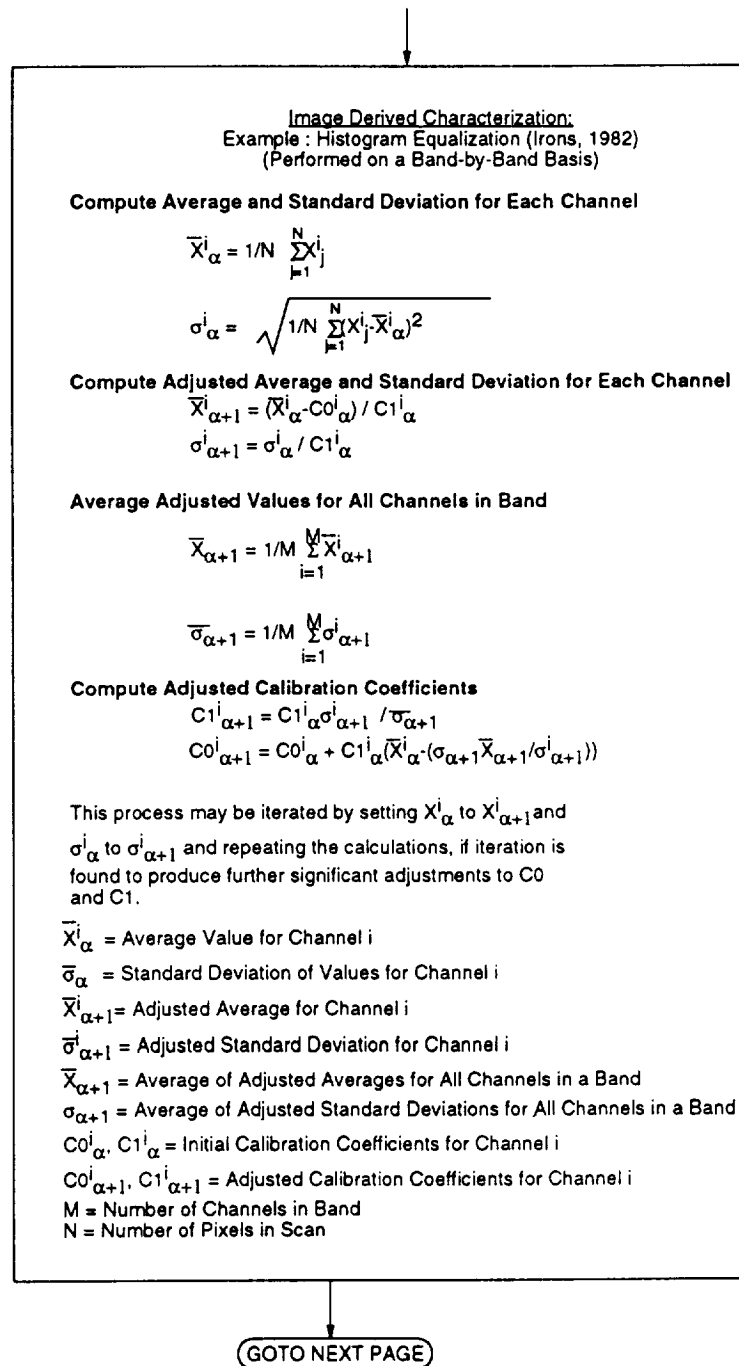 Image Derived Characterization:
Example : Histogram Equalization (Irons, 1982)
(Performed on a Band-by-Band Basis)
Compute Average and Standard Deviation for Each Channel
X̅ⁱα = 1/N Σ_{j=1}^{N} Xⁱj
σⁱα = √(1/N Σ_{j=1}^{N} (Xⁱj-X̅ⁱα)²)
Compute Adjusted Average and Standard Deviation for Each Channel
X̅ⁱα+1 = (X̅ⁱα-C0ⁱα) / C1ⁱα
σⁱα+1 = σⁱα / C1ⁱα
Average Adjusted Values for All Channels in Band
X̅α+1 = 1/M Σ_{i=1}^{M} X̅ⁱα+1
σ̅α+1 = 1/M Σ_{i=1}^{M} σⁱα+1
Compute Adjusted Calibration Coefficients
C1ⁱα+1 = C1ⁱασⁱα+1 /σ̅α+1
C0ⁱα+1 = C0ⁱα + C1ⁱα(X̅ⁱα-(σα+1X̅α+1/σⁱα+1))
This process may be iterated by setting Xⁱα to Xⁱα+1 and
σⁱα to σⁱα+1 and repeating the calculations, if iteration is
found to produce further significant adjustments to C0
and C1.
X̅ⁱα = Average Value for Channel i
σ̅α = Standard Deviation of Values for Channel i
X̅ⁱα+1= Adjusted Average for Channel i
σ̅ⁱα+1 = Adjusted Standard Deviation for Channel i
X̅α+1 = Average of Adjusted Averages for All Channels in a Band
σα+1 = Average of Adjusted Standard Deviations for All Channels in a Band
C0ⁱα, C1ⁱα = Initial Calibration Coefficients for Channel i
C0ⁱα+1, C1ⁱα+1 = Adjusted Calibration Coefficients for Channel i
M = Number of Channels in Band
N = Number of Pixels in Scan
GOTO NEXT PAGE